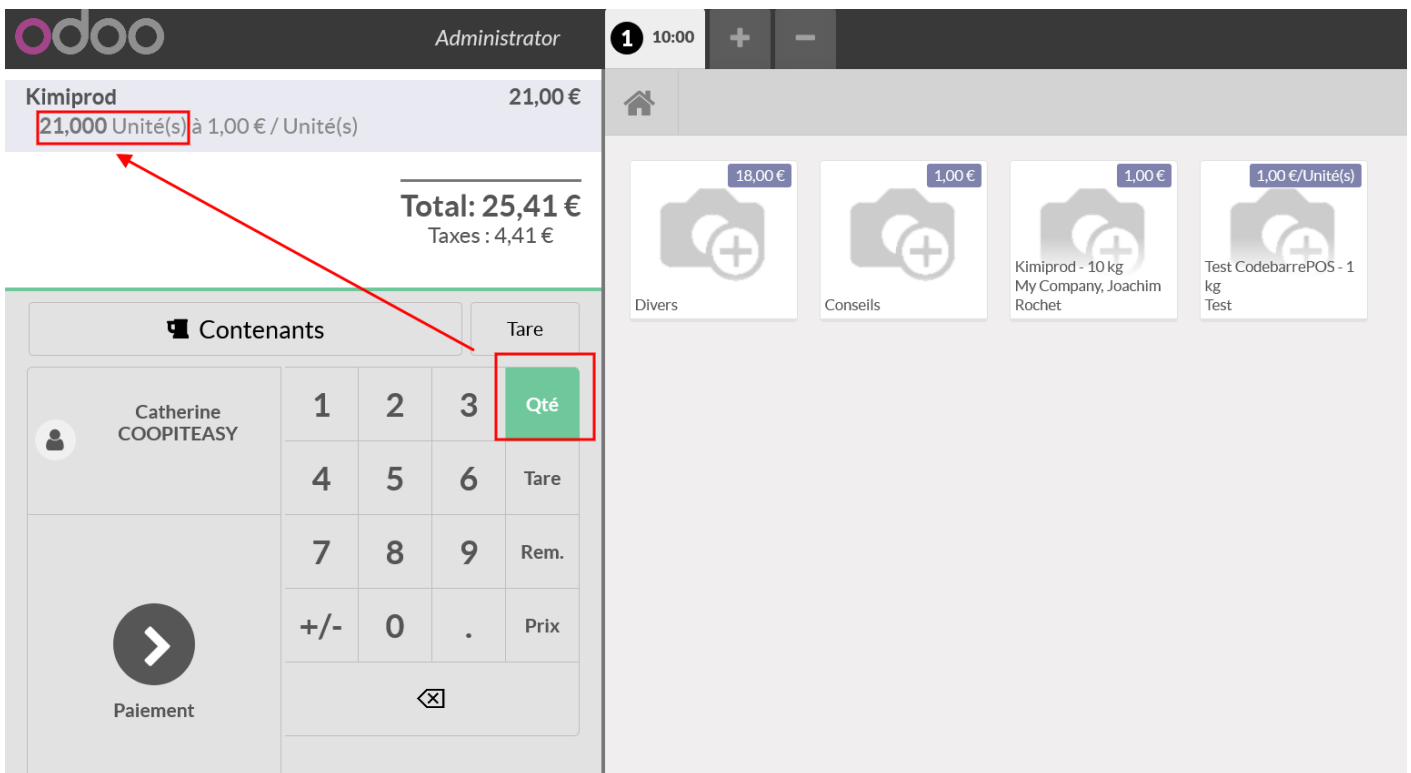 odoo
Administrator
1 10:00 + −
Kimiprod 21,00 €
21,000 Unité(s) à 1,00 € / Unité(s)
Total: 25,41 €
Taxes : 4,41 €
Contenants
Tare
Catherine
COOPITEASY
1 2 3 Qté
4 5 6 Tare
7 8 9 Rem.
+/- 0 . Prix
Paiement
18,00 €
Divers
1,00 €
Conseils
1,00 €
Kimiprod - 10 kg
My Company, Joachim
Rochet
1,00 €/Unité(s)
Test CodebarrePOS - 1
kg
Test